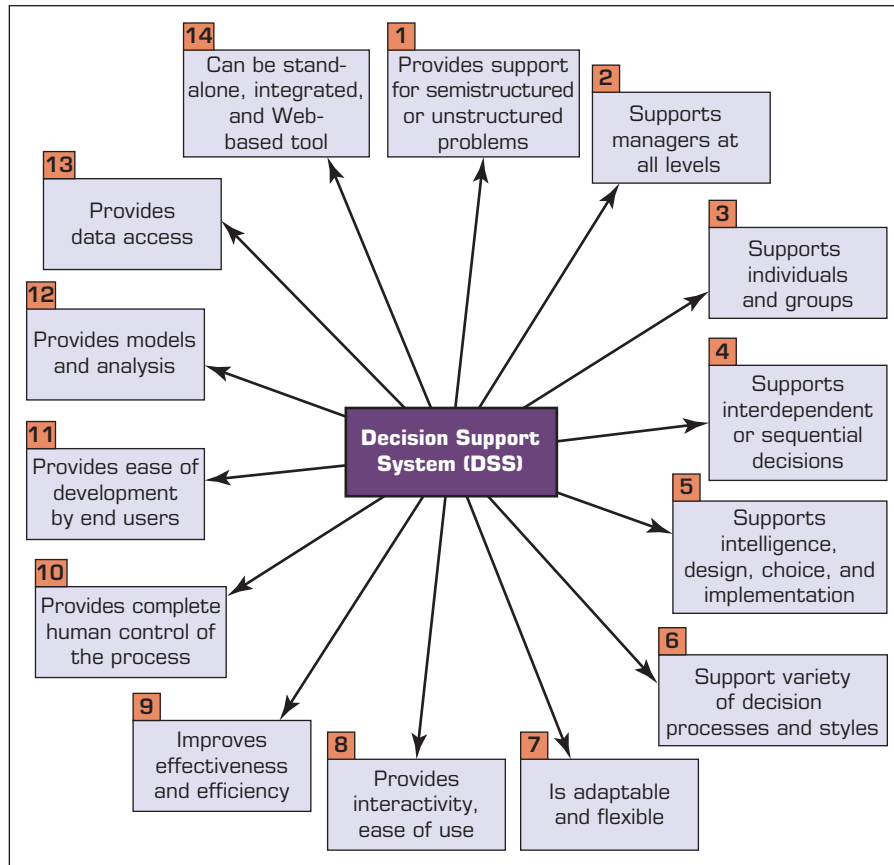 14
Can be stand-
alone, integrated,
and Web-
based tool
1
Provides support
for semistructured
or unstructured
problems
2
Supports
managers at
all levels
3
Supports
individuals
and groups
4
Supports
interdependent
or sequential
decisions
5
Supports
intelligence,
design, choice, and
implementation
6
Support variety
of decision
processes and styles
7
Is adaptable
and flexible
8
Provides
interactivity,
ease of use
9
Improves
effectiveness
and efficiency
10
Provides complete
human control of
the process
11
Provides ease of
development
by end users
12
Provides models
and analysis
13
Provides
data access
Decision Support
System (DSS)